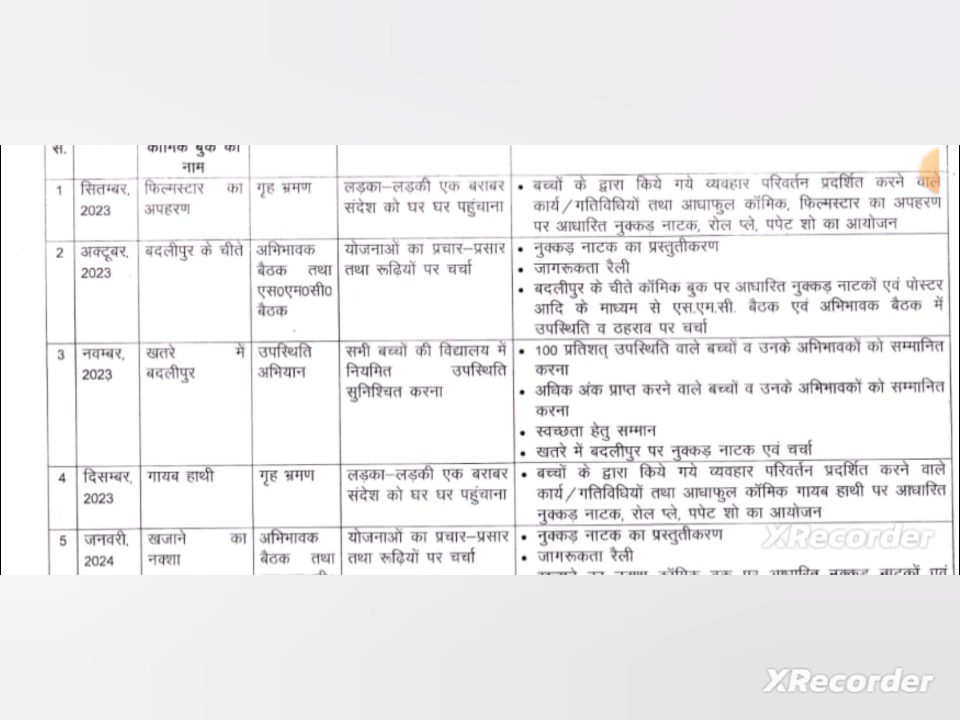 स. कॉमिक बुक का
नाम
1 सितम्बर, फिल्मस्टार का गृह भ्रमण लड़का–लड़की एक बराबर • बच्चों के द्वारा किये गये व्यवहार परिवर्तन प्रदर्शित करने वाले
2023 अपहरण संदेश को घर घर पहुंचाना कार्य/गतिविधियों तथा आधाफुल कॉमिक, फिल्मस्टार का अपहरण
पर आधारित नुक्कड़ नाटक, रोल प्ले, पपेट शो का आयोजन
2 अक्टूबर, बदलीपुर के चीते अभिभावक योजनाओं का प्रचार–प्रसार • नुक्कड़ नाटक का प्रस्तुतीकरण
2023 बैठक तथा तथा रूढ़ियों पर चर्चा • जागरूकता रैली
एस०एम०सी० • बदलीपुर के चीते कॉमिक बुक पर आधारित नुक्कड़ नाटकों एवं पोस्टर
बैठक आदि के माध्यम से एस.एम.सी. बैठक एवं अभिभावक बैठक में
उपस्थिति व ठहराव पर चर्चा
3 नवम्बर, खतरे में उपस्थिति सभी बच्चों की विद्यालय में • 100 प्रतिशत् उपस्थिति वाले बच्चों व उनके अभिभावकों को सम्मानित
2023 बदलीपुर अभियान नियमित उपस्थिति करना
सुनिश्चित करना • अधिक अंक प्राप्त करने वाले बच्चों व उनके अभिभावकों को सम्मानित
करना
• स्वच्छता हेतु सम्मान
• खतरे में बदलीपुर पर नुक्कड़ नाटक एवं चर्चा
4 दिसम्बर, गायब हाथी गृह भ्रमण लड़का–लड़की एक बराबर • बच्चों के द्वारा किये गये व्यवहार परिवर्तन प्रदर्शित करने वाले
2023 संदेश को घर घर पहुंचाना कार्य/गतिविधियों तथा आधाफुल कॉमिक गायब हाथी पर आधारित
नुक्कड़ नाटक, रोल प्ले, पपेट शो का आयोजन
5 जनवरी, खजाने का अभिभावक योजनाओं का प्रचार–प्रसार • नुक्कड़ नाटक का प्रस्तुतीकरण
2024 नक्शा बैठक तथा तथा रूढ़ियों पर चर्चा • जागरूकता रैली
कॉमिक बुक पर आधारित नुक्कड़ नाटकों एवं
XRecorder
XRecorder